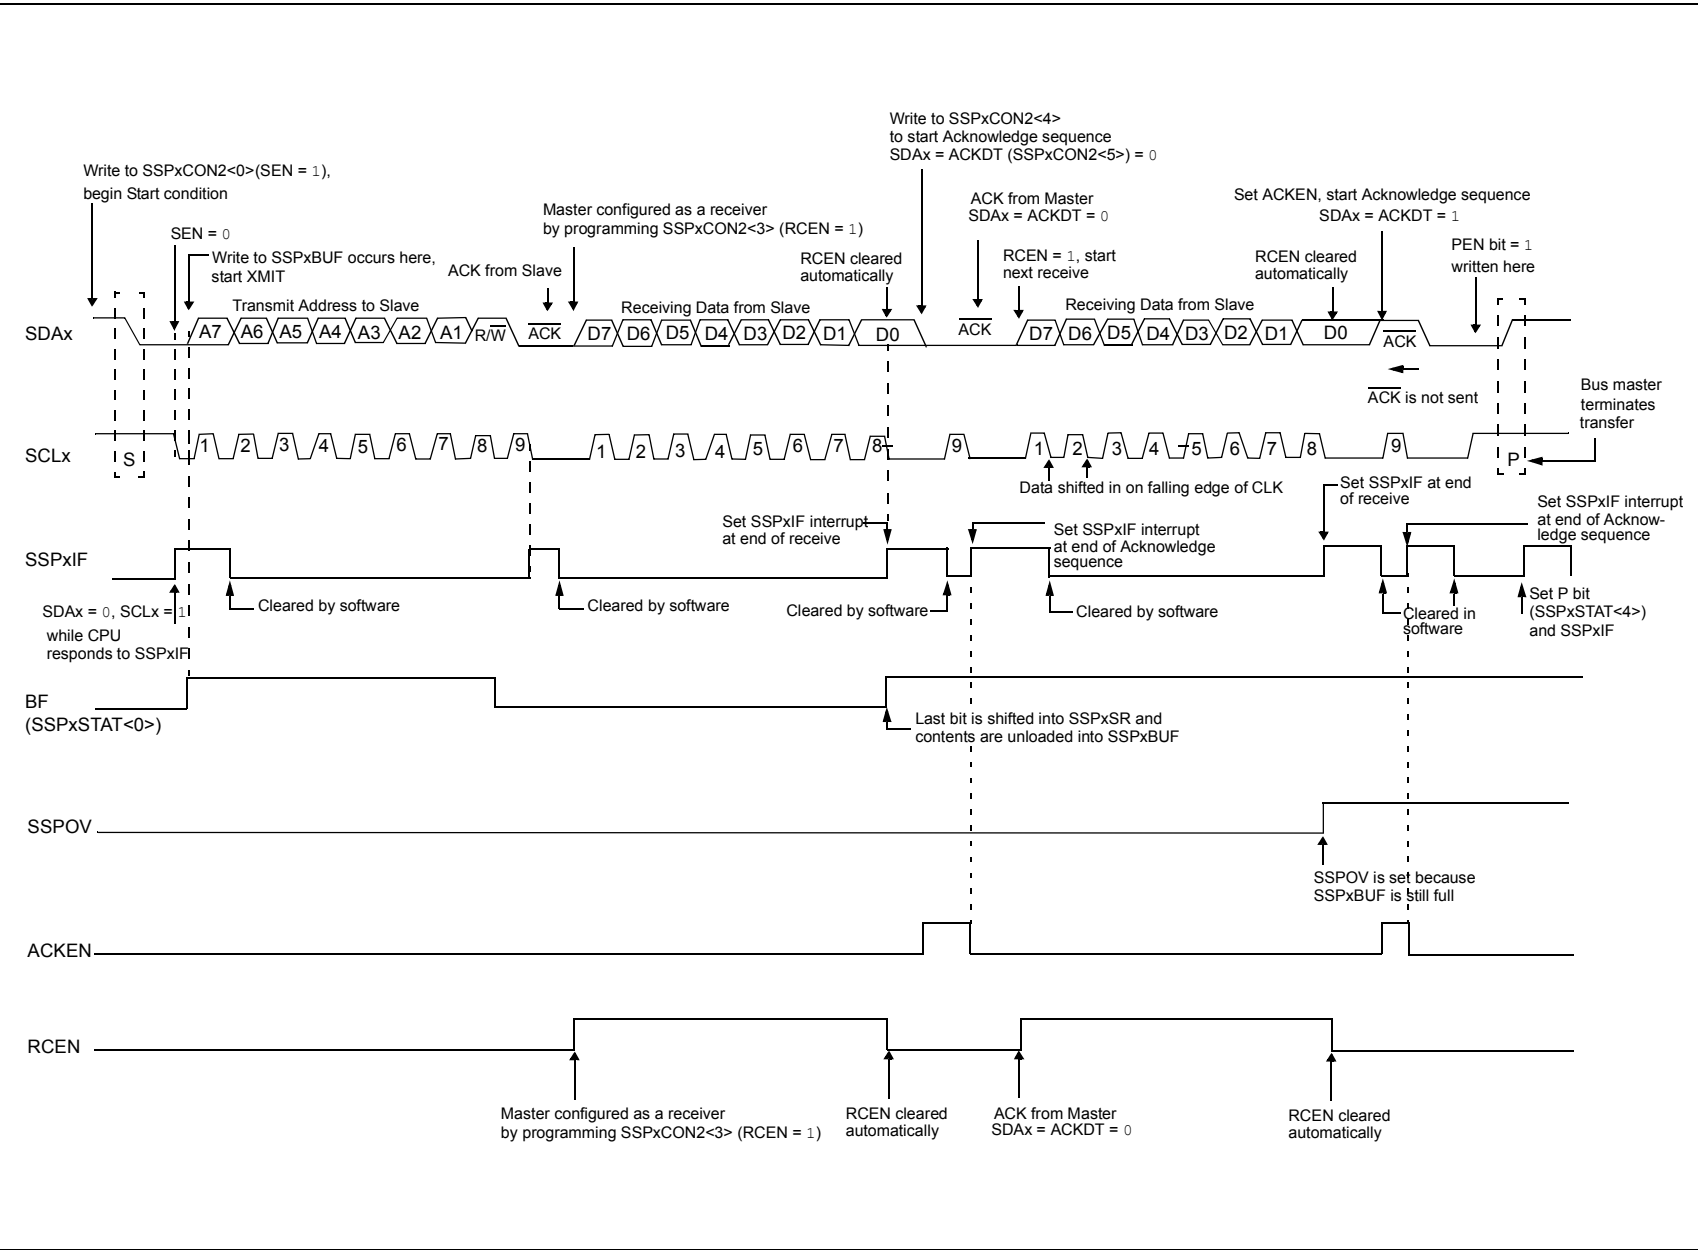 Write to SSPxCON2<4>
to start Acknowledge sequence
SDAx = ACKDT (SSPxCON2<5>) = 0
Write to SSPxCON2<0>(SEN = 1),
begin Start condition
ACK from Master
SDAx = ACKDT = 0
Set ACKEN, start Acknowledge sequence
SDAx = ACKDT = 1
Master configured as a receiver
by programming SSPxCON2<3> (RCEN = 1)
SEN = 0
PEN bit = 1
written here
Write to SSPxBUF occurs here,
start XMIT
ACK from Slave
RCEN cleared
automatically
RCEN = 1, start
next receive
RCEN cleared
automatically
Transmit Address to Slave
Receiving Data from Slave
Receiving Data from Slave
SDAx
A7 A6 A5 A4 A3 A2 A1 R/W ACK D7 D6 D5 D4 D3 D2 D1 D0 ACK D7 D6 D5 D4 D3 D2 D1 D0 ACK
ACK is not sent
Bus master
terminates
transfer
SCLx
S 1 2 3 4 5 6 7 8 9 1 2 3 4 5 6 7 8 9 1 2 3 4 5 6 7 8 9 P
Data shifted in on falling edge of CLK
Set SSPxIF at end
of receive
Set SSPxIF interrupt
at end of receive
Set SSPxIF interrupt
at end of Acknowledge
sequence
Set SSPxIF interrupt
at end of Acknow-
ledge sequence
SSPxIF
SDAx = 0, SCLx = 1
while CPU
responds to SSPxIF
Cleared by software
Cleared by software
Cleared by software
Cleared by software
Cleared in
software
Set P bit
(SSPxSTAT<4>)
and SSPxIF
BF
(SSPxSTAT<0>)
Last bit is shifted into SSPxSR and
contents are unloaded into SSPxBUF
SSPOV
SSPOV is set because
SSPxBUF is still full
ACKEN
RCEN
Master configured as a receiver
by programming SSPxCON2<3> (RCEN = 1)
RCEN cleared
automatically
ACK from Master
SDAx = ACKDT = 0
RCEN cleared
automatically